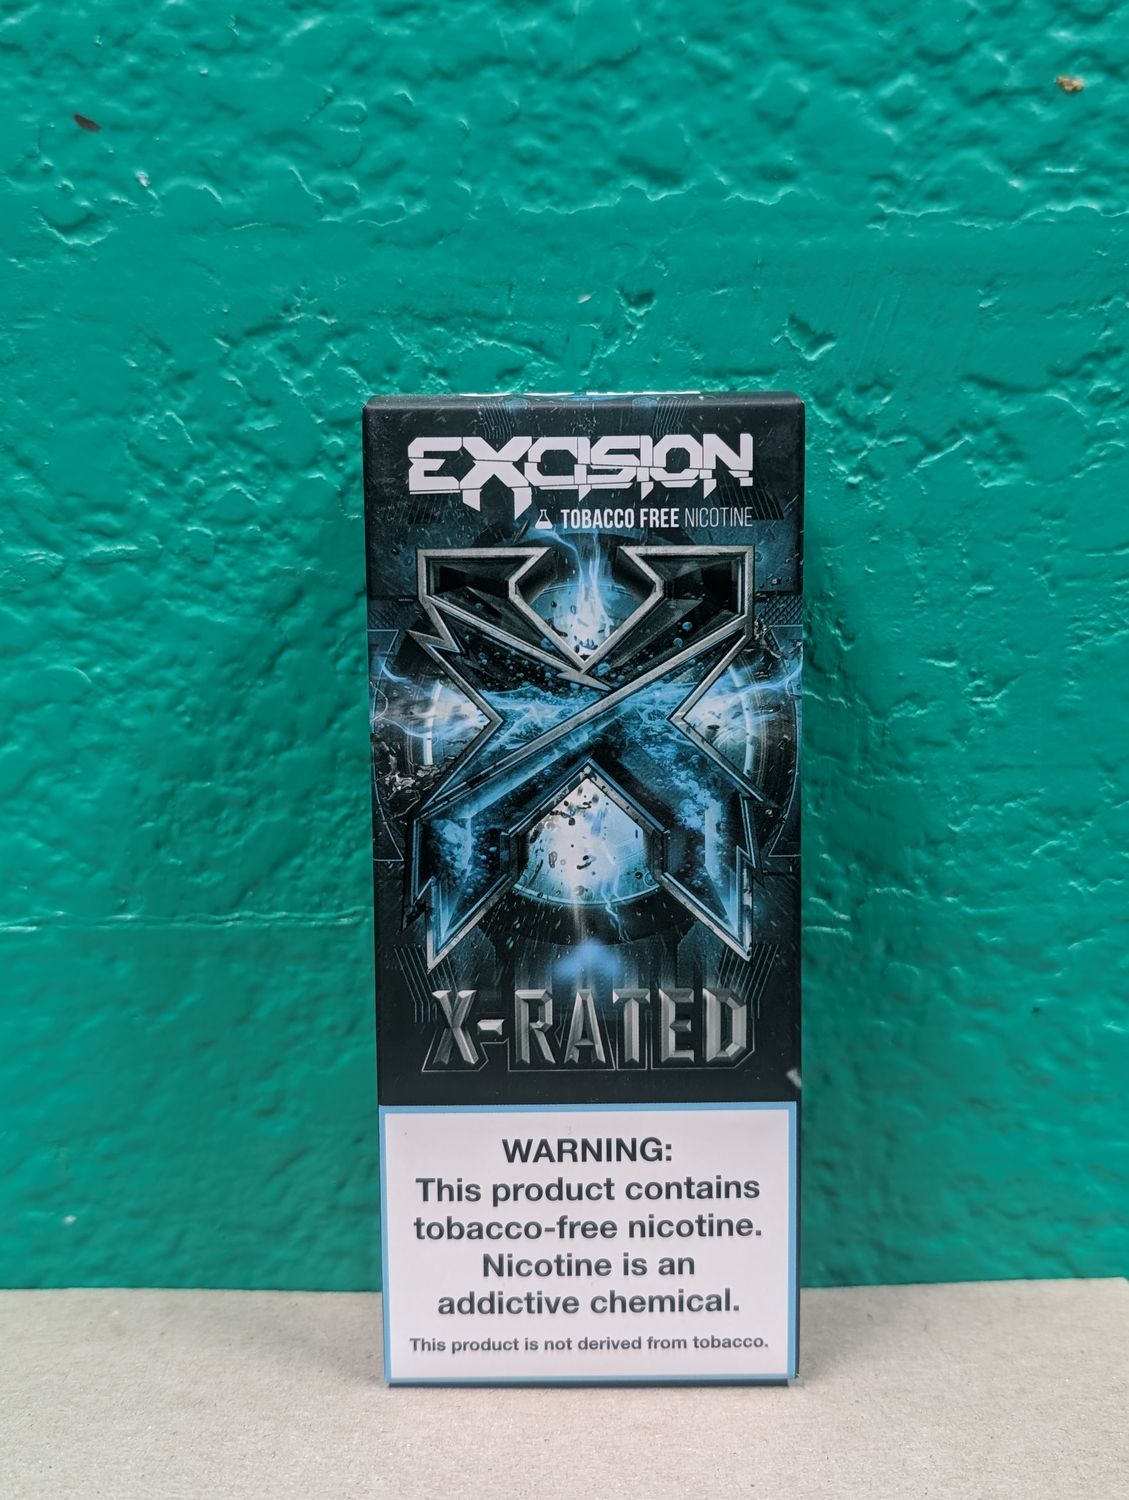 EXCISION
TOBACCO FREE NICOTINE
X-RATED
WARNING:
This product contains
tobacco-free nicotine.
Nicotine is an
addictive chemical.
This product is not derived from tobacco.